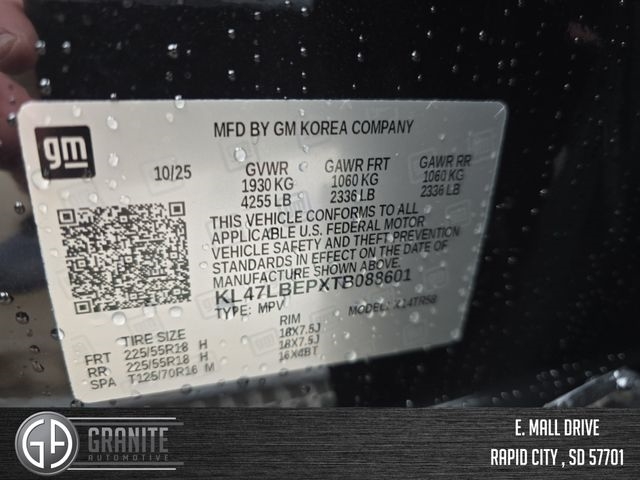 gm
MFD BY GM KOREA COMPANY
10/25 GVWR GAWR FRT GAWR RR
1930 KG 1060 KG 1060 KG
4255 LB 2336 LB 2336 LB
THIS VEHICLE CONFORMS TO ALL
APPLICABLE U.S. FEDERAL MOTOR
VEHICLE SAFETY AND THEFT PREVENTION
STANDARDS IN EFFECT ON THE DATE OF
MANUFACTURE SHOWN ABOVE.
KL47LBEPXTB088601
TYPE: MPV MODEL: X14TR58
TIRE SIZE RIM
FRT 225/55R18 H 18X7.5J
RR 225/55R18 H 18X7.5J
SPA T125/70R16 M 16X4BT
GA GRANITE
AUTOMOTIVE
E. MALL DRIVE
RAPID CITY , SD 57701